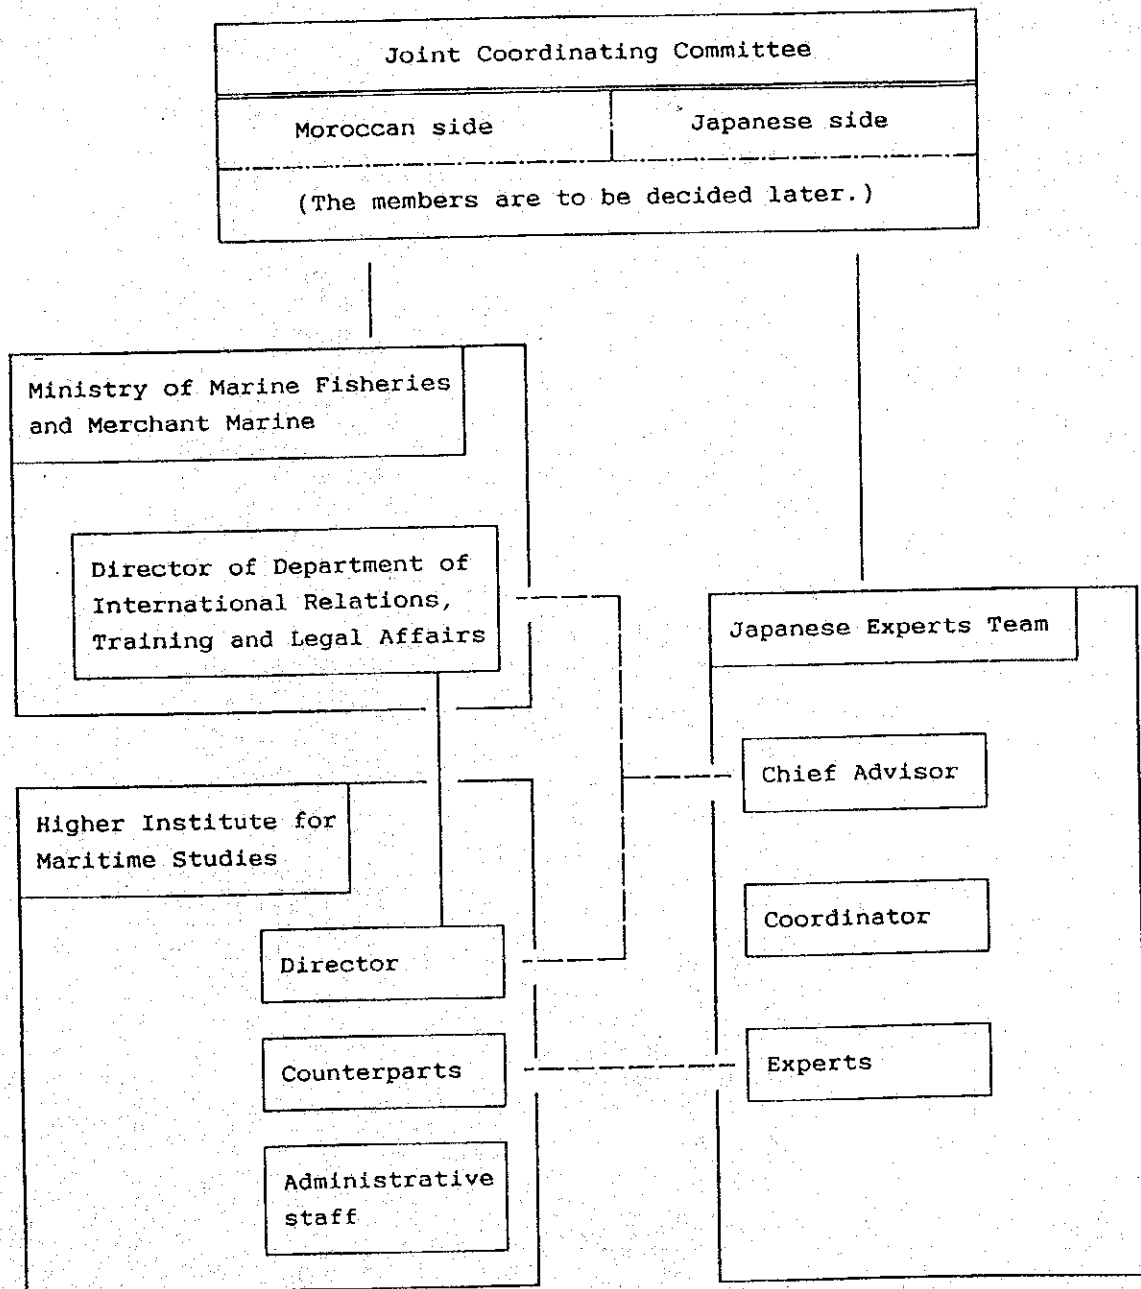 Joint Coordinating Committee
Moroccan side
Japanese side
(The members are to be decided later.)
Ministry of Marine Fisheries
and Merchant Marine
Director of Department of
International Relations,
Training and Legal Affairs
Japanese Experts Team
Chief Advisor
Coordinator
Experts
Higher Institute for
Maritime Studies
Director
Counterparts
Administrative
staff